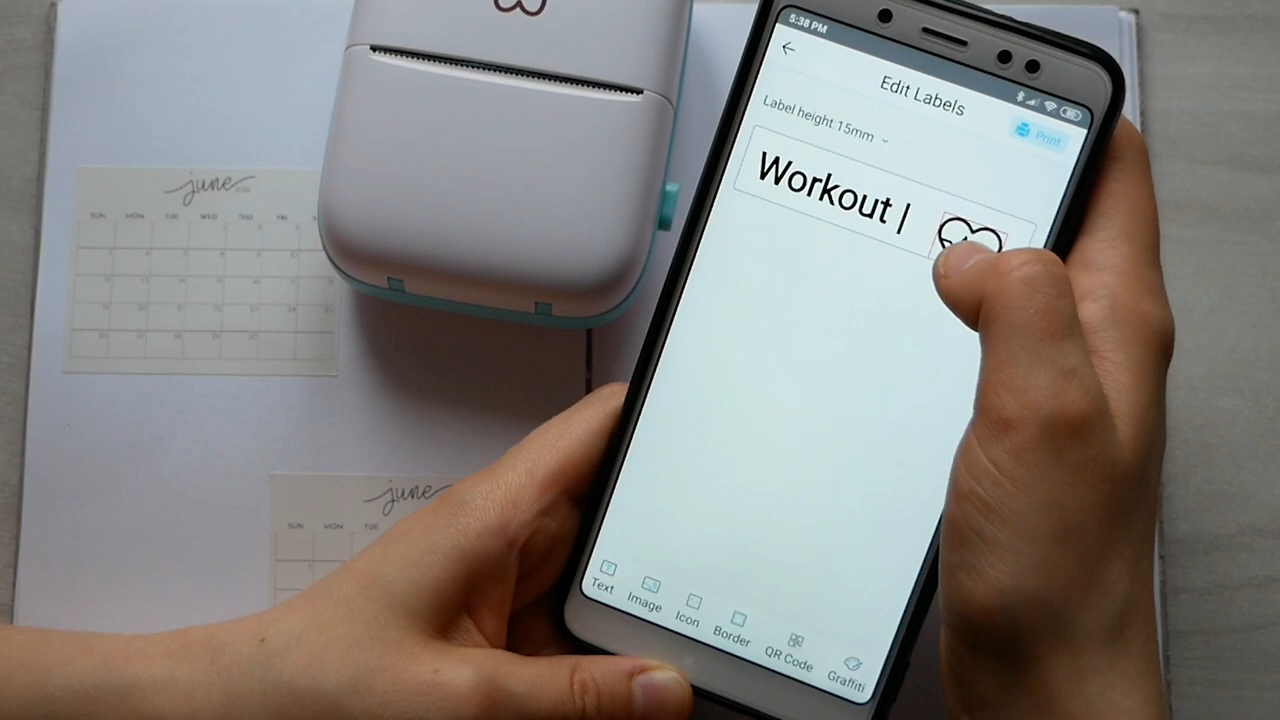 5:38 PM
Edit Labels
Print
Label height 15mm
Workout |
Text
Image
Icon
Border
QR Code
Graffiti
june
SUN MON TUE WED THU FRI
june
SUN MON TUE